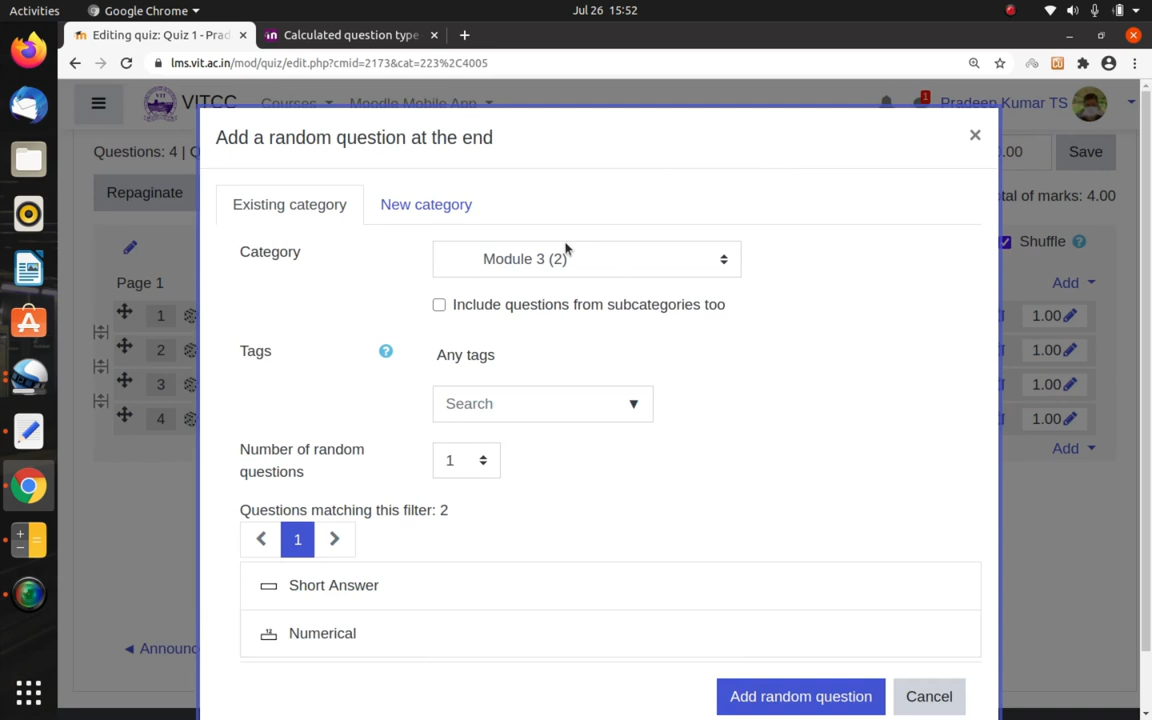 Activities
Google Chrome
Jul 26 15:52
Editing quiz: Quiz 1 - Prad
Calculated question type
lms.vit.ac.in/mod/quiz/edit.php?cmid=2173&cat=223%2C4005
VITCC
Courses
Moodle Mobile App
1
Pradeen Kumar TS
Questions: 4 | Q
.00
Save
Repaginate
tal of marks: 4.00
Shuffle
Page 1
Add
1
1.00
2
1.00
3
1.00
4
1.00
Add
◄ Announc
Add a random question at the end
×
Existing category
New category
Category
Module 3 (2)
Include questions from subcategories too
Tags
Any tags
Search
Number of random
questions
1
Questions matching this filter: 2
1
Short Answer
Numerical
Add random question
Cancel